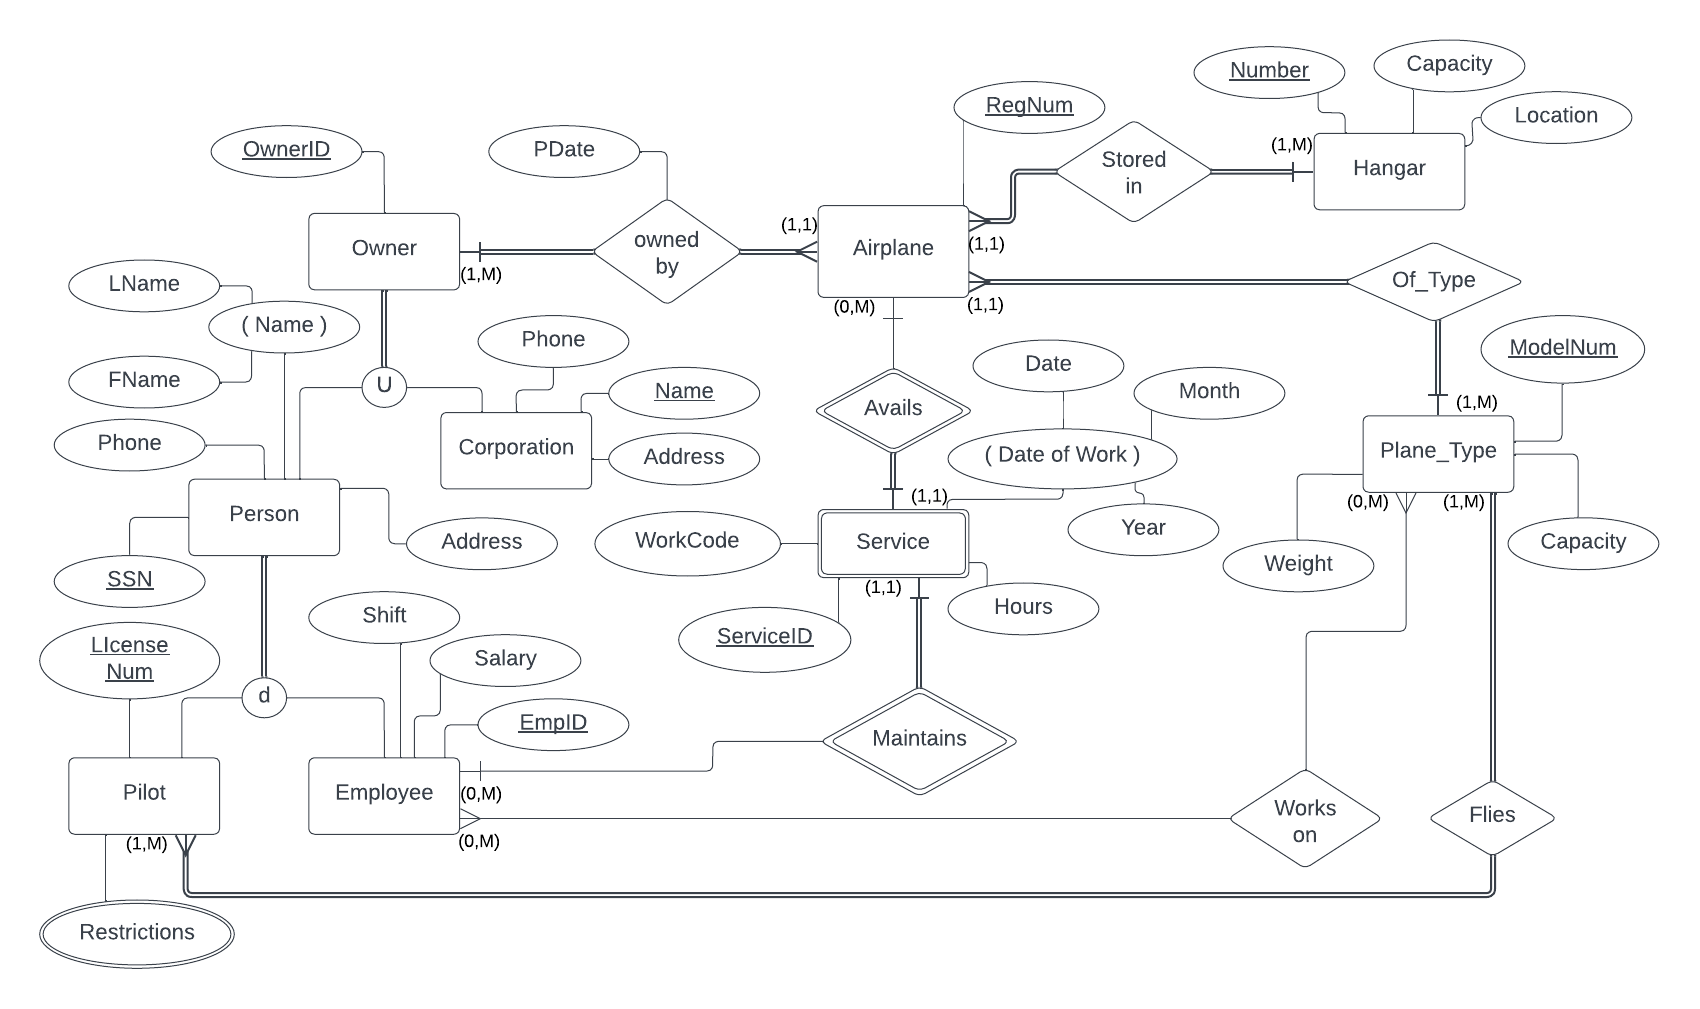 Number
Capacity
Location
RegNum
(1,M)
Stored
in
Hangar
OwnerID
PDate
Owner
owned
by
(1,1)
Airplane
(1,1)
(1,M)
LName
( Name )
FName
(0,M)
(1,1)
Of_Type
Phone
U
Name
Corporation
Address
Avails
Date
Month
( Date of Work )
Year
ModelNum
(1,M)
Plane_Type
(0,M)
(1,M)
Weight
Capacity
Phone
Person
SSN
Address
(1,1)
WorkCode
Service
(1,1)
Hours
ServiceID
LIcense
Num
Shift
Salary
EmpID
d
Maintains
Pilot
(1,M)
Employee
(0,M)
(0,M)
Works
on
Flies
Restrictions